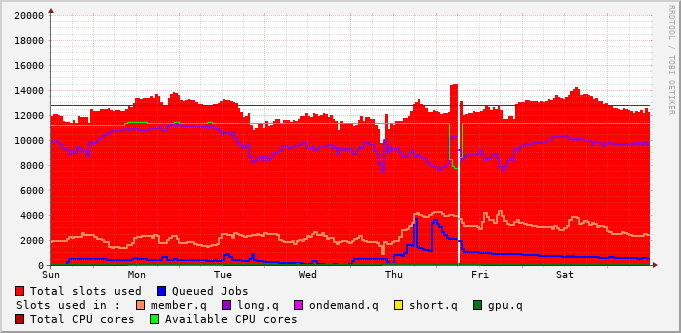 RRDTOOL / TOBI OETIKER
20000
18000
16000
14000
12000
10000
8000
6000
4000
2000
0
Sun Mon Tue Wed Thu Fri Sat
Total slots used Queued Jobs
Slots used in : member.q long.q ondemand.q short.q gpu.q
Total CPU cores Available CPU cores